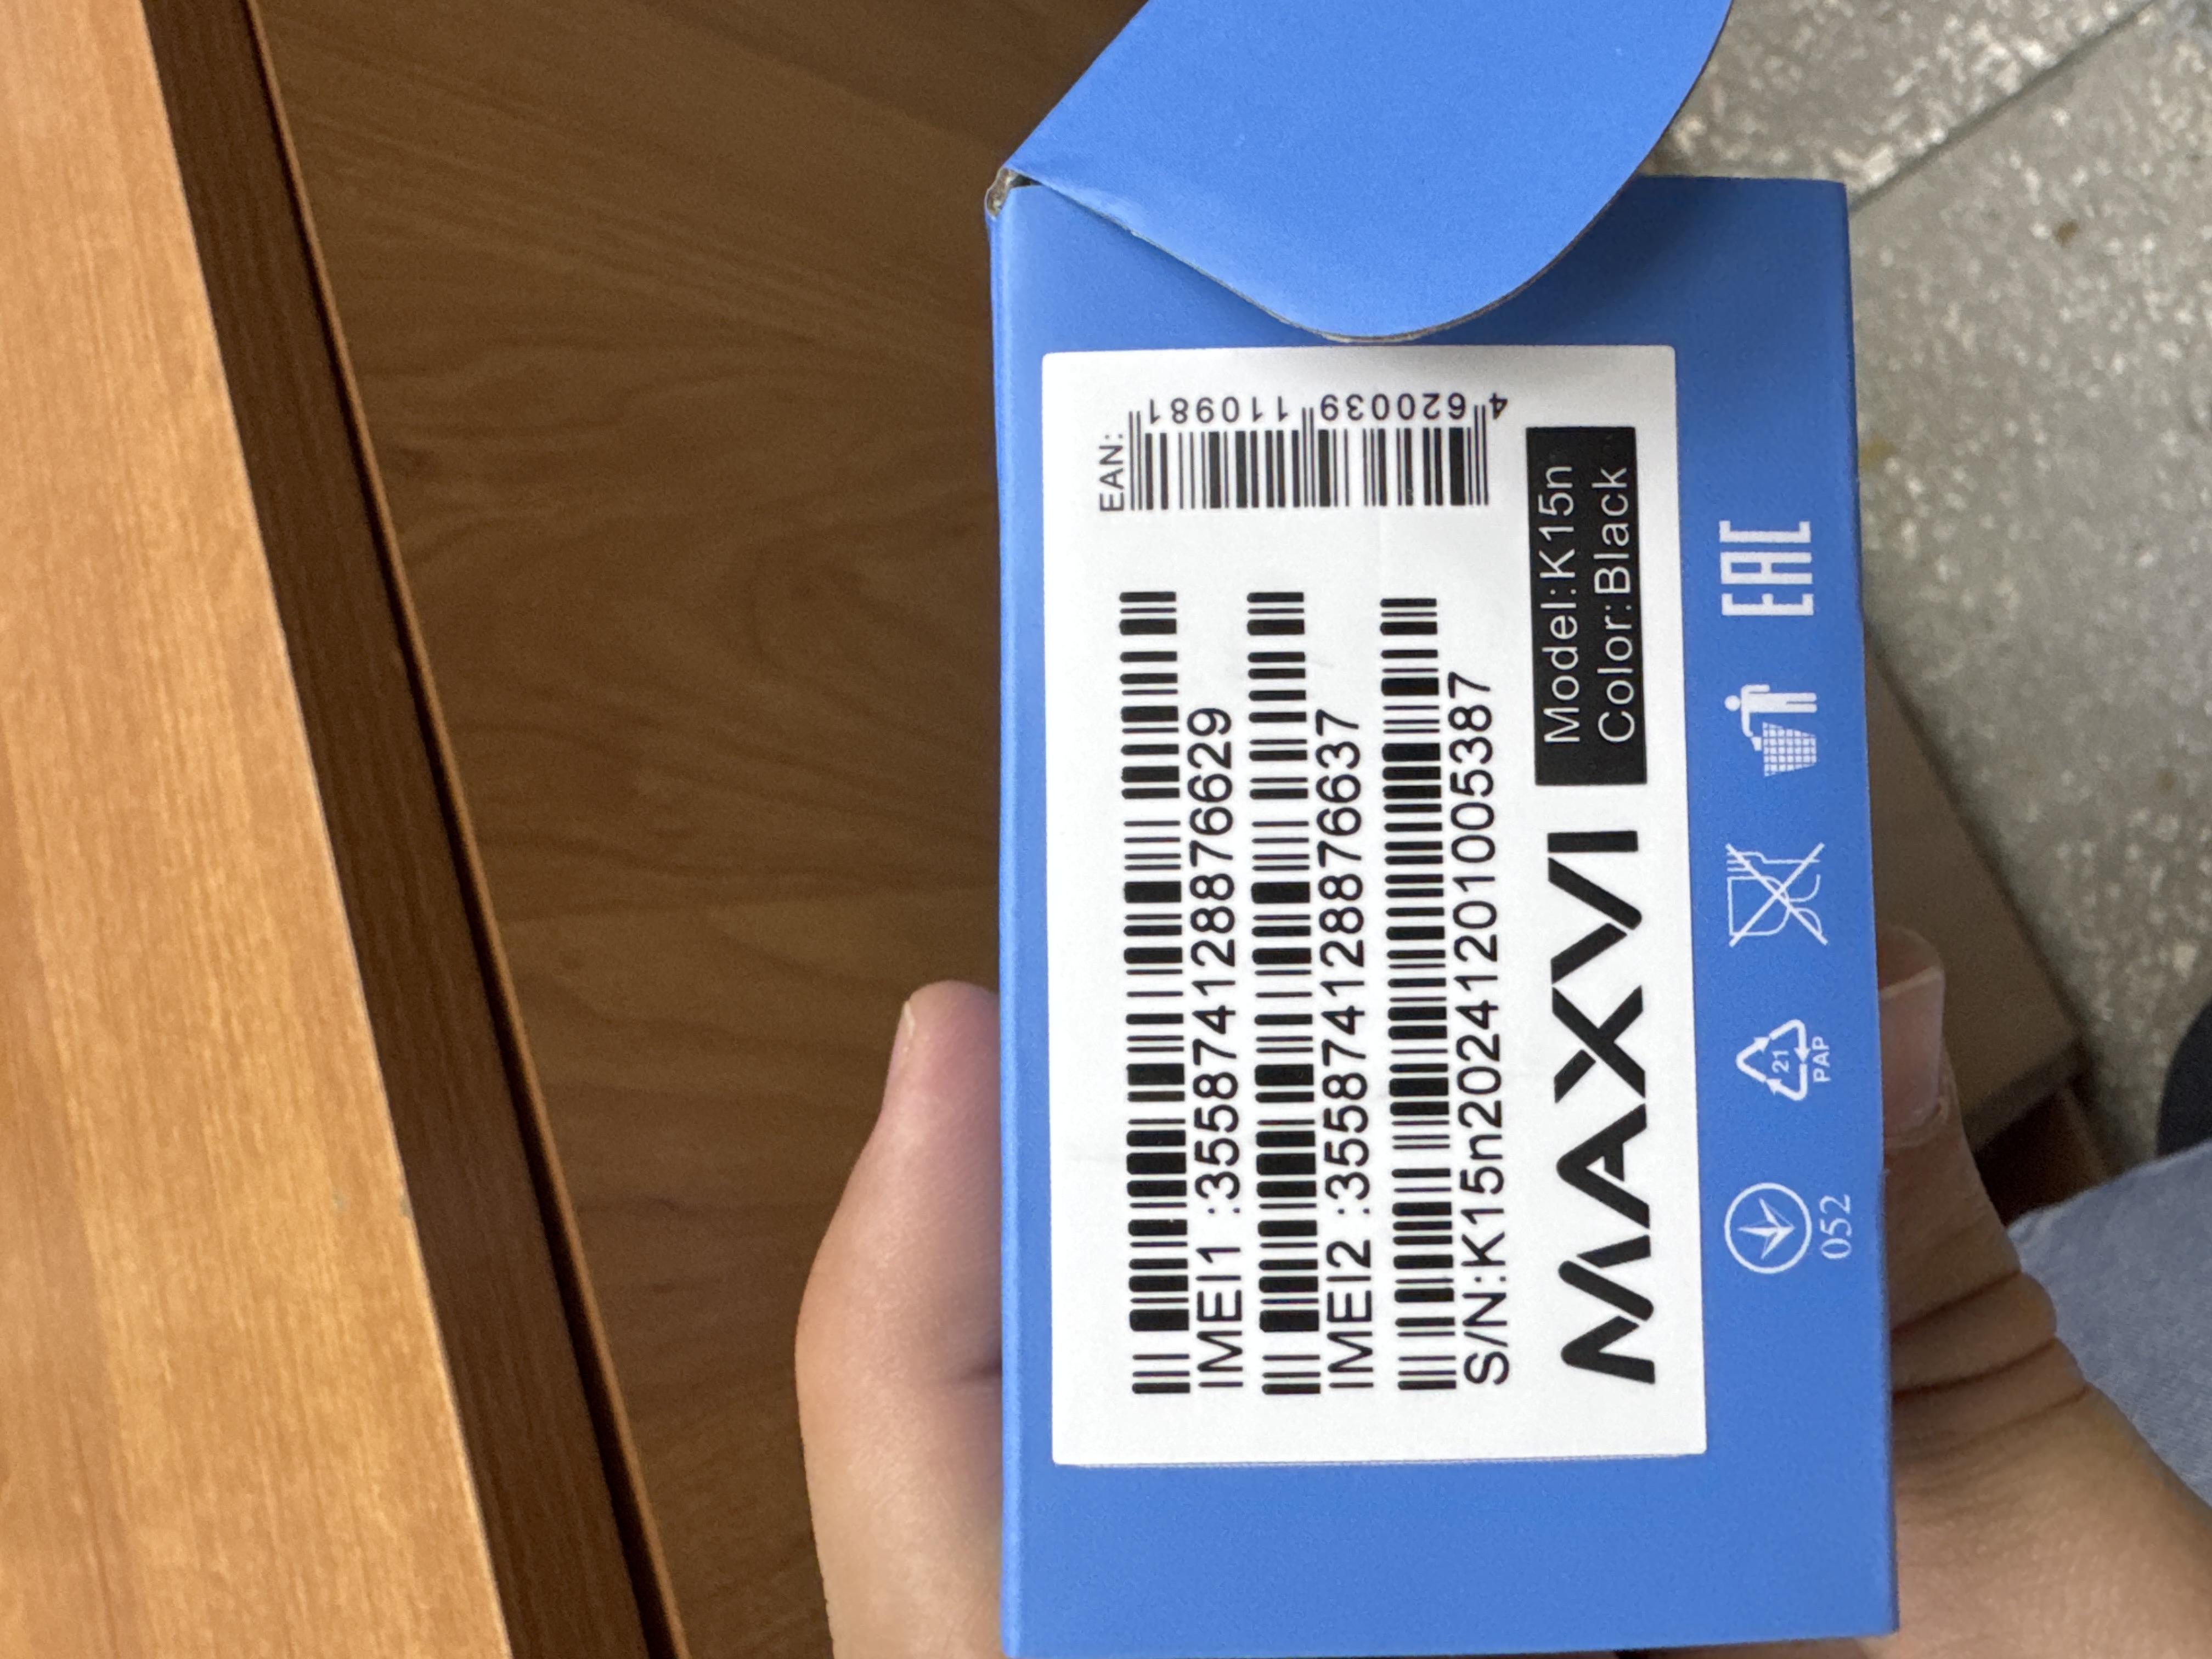 IMEI1 :355874128876629
IMEI2 :355874128876637
S/N:K15n20241201005387
EAN:
4 620039 110981
MAXVI
Model:K15n
Color:Black
052
21
PAP
EAC